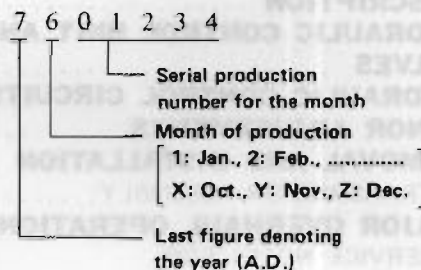 7 6 0 1 2 3 4
Serial production
number for the month
Month of production
1: Jan., 2: Feb., ............
X: Oct., Y: Nov., Z: Dec.
Last figure denoting
the year (A.D.)